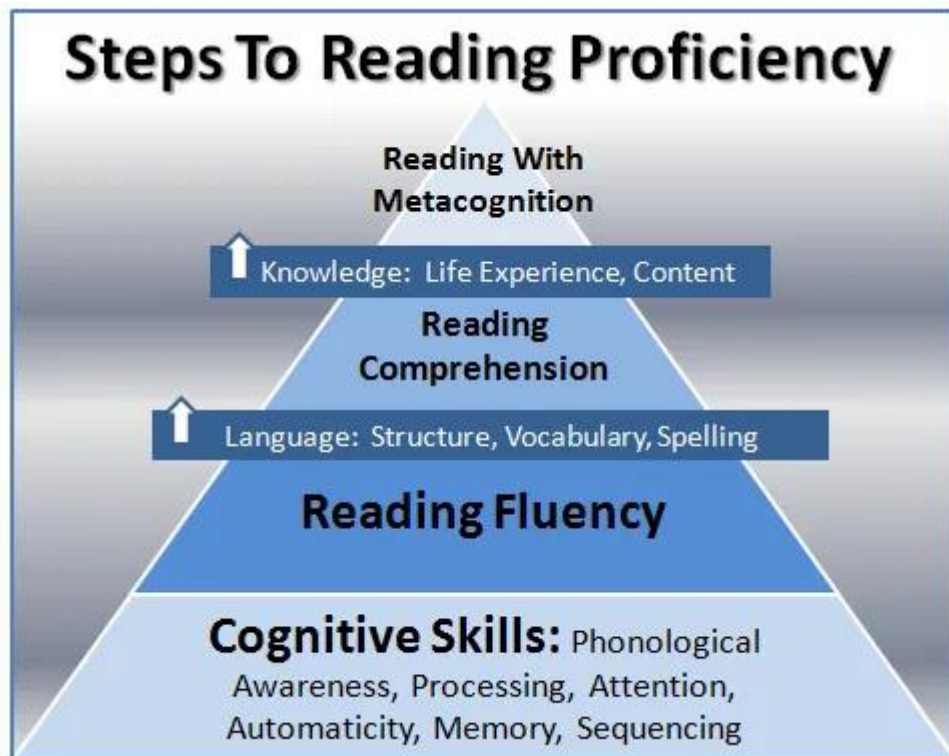 Steps To Reading Proficiency
Reading With
Metacognition
Knowledge: Life Experience, Content
Reading
Comprehension
Language: Structure, Vocabulary, Spelling
Reading Fluency
Cognitive Skills: Phonological
Awareness, Processing, Attention,
Automaticity, Memory, Sequencing